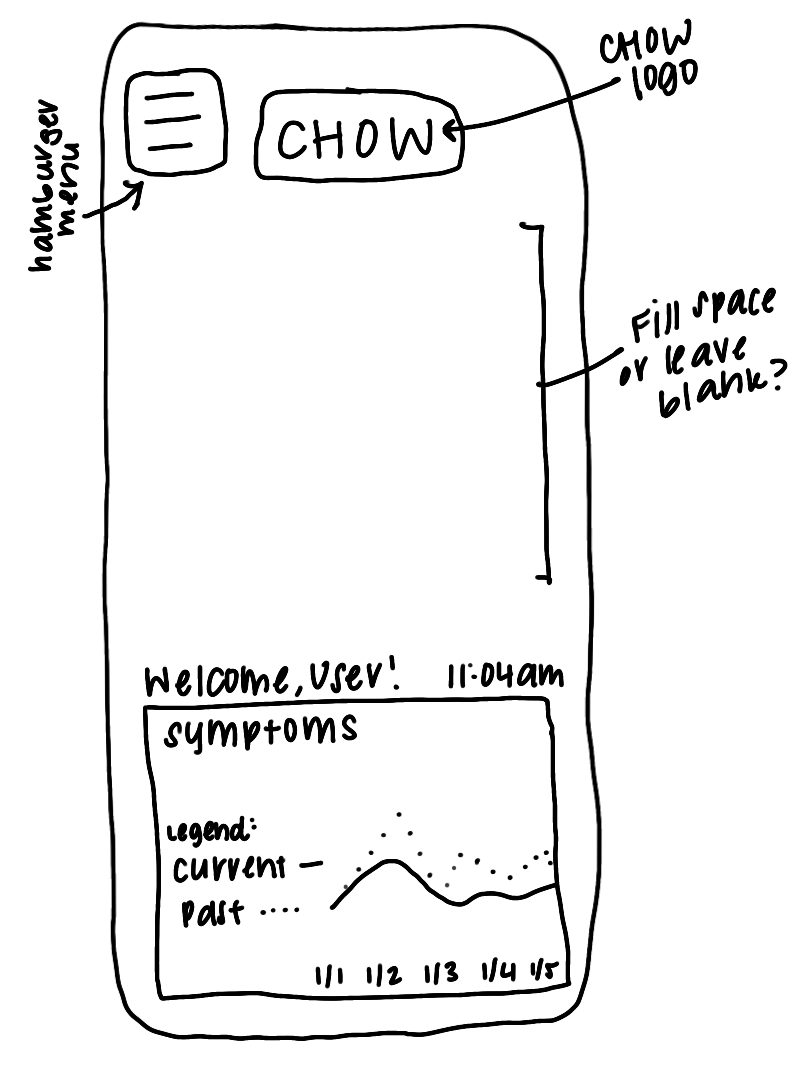 CHOW
logo
hamburger
menu
CHOW
Fill space
or leave
blank?
Welcome, User! 11:04am
symptoms
Legend:
current —
past ....
1/1 1/2 1/3 1/4 1/5